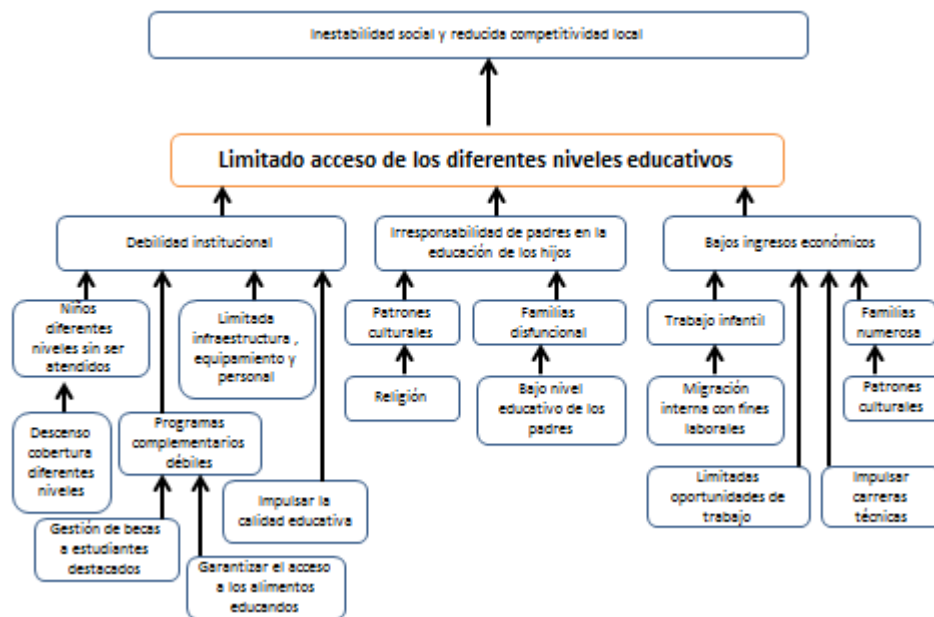 Inestabilidad social y reducida competitividad local
Limitado acceso de los diferentes niveles educativos
Debilidad institucional
Irresponsabilidad de padres en la
educación de los hijos
Bajos ingresos económicos
Niños
diferentes
niveles sin ser
atendidos
Limitada
infraestructura ,
equipamiento y
personal
Patrones
culturales
Familias
disfuncional
Trabajo infantil
Familias
numerosa
Descenso
cobertura
diferentes
niveles
Programas
complementarios
débiles
Religión
Bajo nivel
educativo de los
padres
Migración
interna con fines
laborales
Patrones
culturales
Impulsar la
calidad educativa
Limitadas
oportunidades de
trabajo
Impulsar
carreras
técnicas
Gestión de becas
a estudiantes
destacados
Garantizar el acceso
a los alimentos
educandos